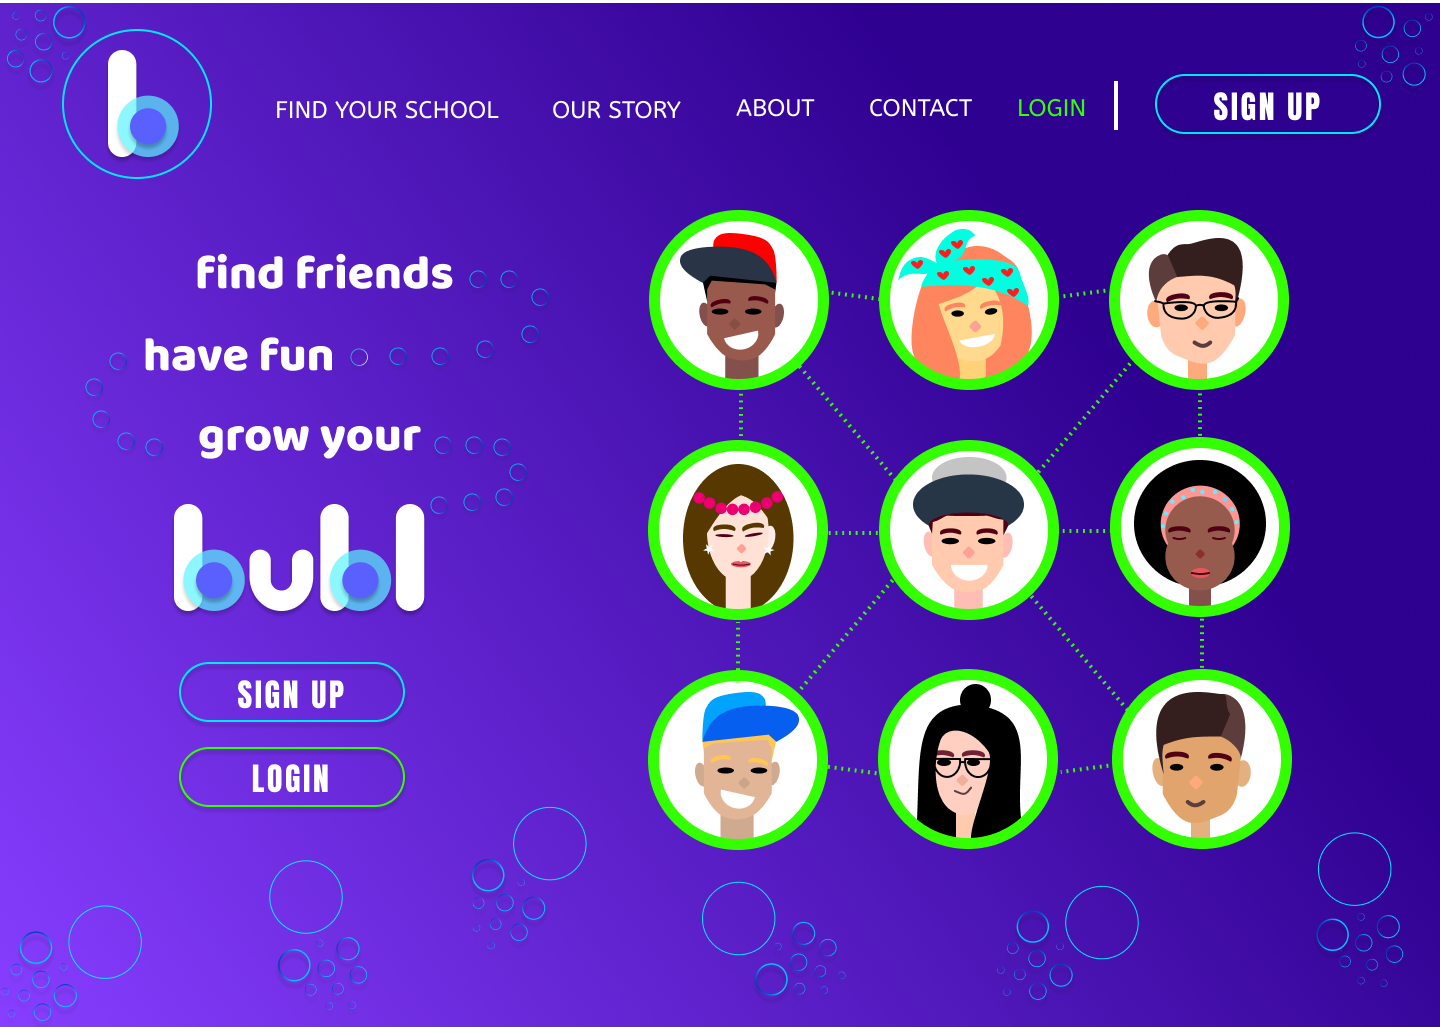 b
FIND YOUR SCHOOL
OUR STORY
ABOUT
CONTACT
LOGIN
SIGN UP
find friends
have fun
grow your
bubl
SIGN UP
LOGIN